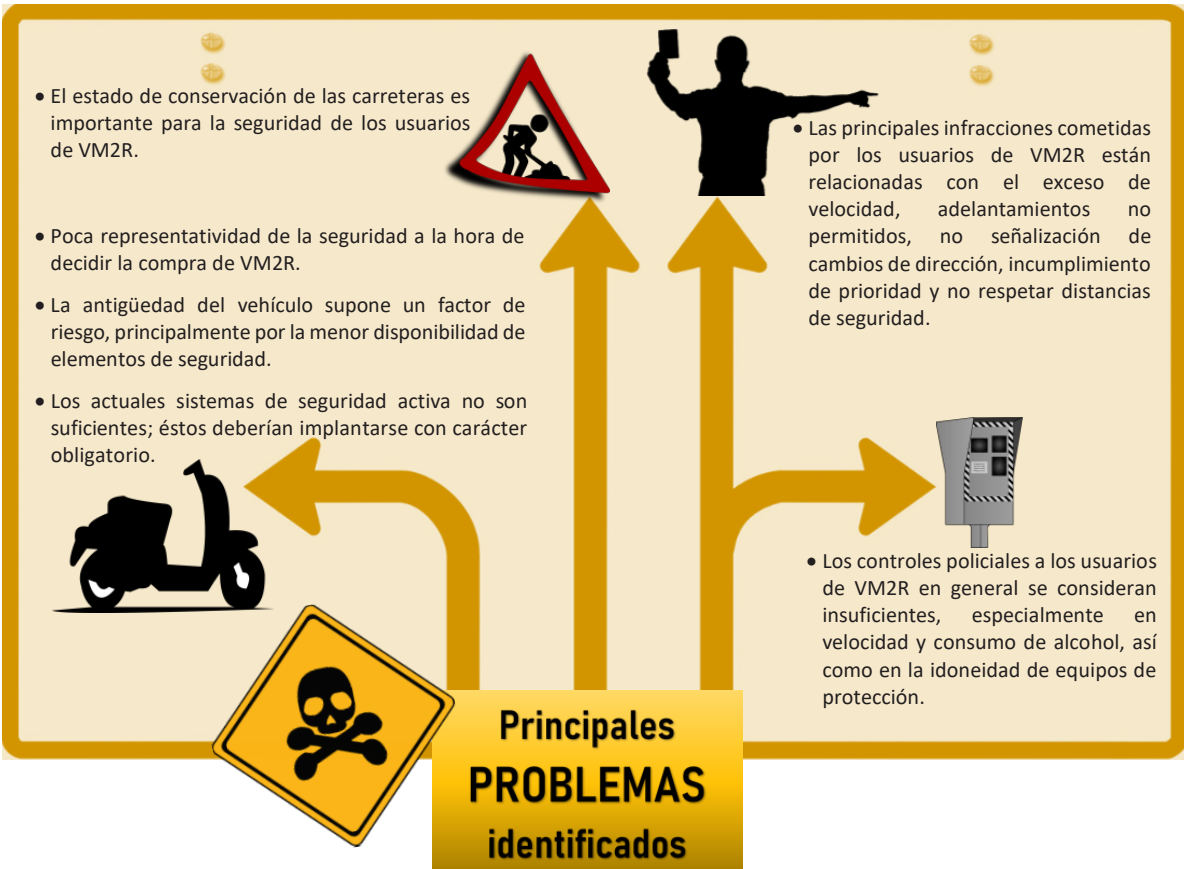 • El estado de conservación de las carreteras es
importante para la seguridad de los usuarios
de VM2R.
• Poca representatividad de la seguridad a la hora de
decidir la compra de VM2R.
• La antigüedad del vehículo supone un factor de
riesgo, principalmente por la menor disponibilidad de
elementos de seguridad.
• Los actuales sistemas de seguridad activa no son
suficientes; éstos deberían implantarse con carácter
obligatorio.
• Las principales infracciones cometidas
por los usuarios de VM2R están
relacionadas con el exceso de
velocidad, adelantamientos no
permitidos, no señalización de
cambios de dirección, incumplimiento
de prioridad y no respetar distancias
de seguridad.
• Los controles policiales a los usuarios
de VM2R en general se consideran
insuficientes, especialmente en
velocidad y consumo de alcohol, así
como en la idoneidad de equipos de
protección.
Principales
PROBLEMAS
identificados